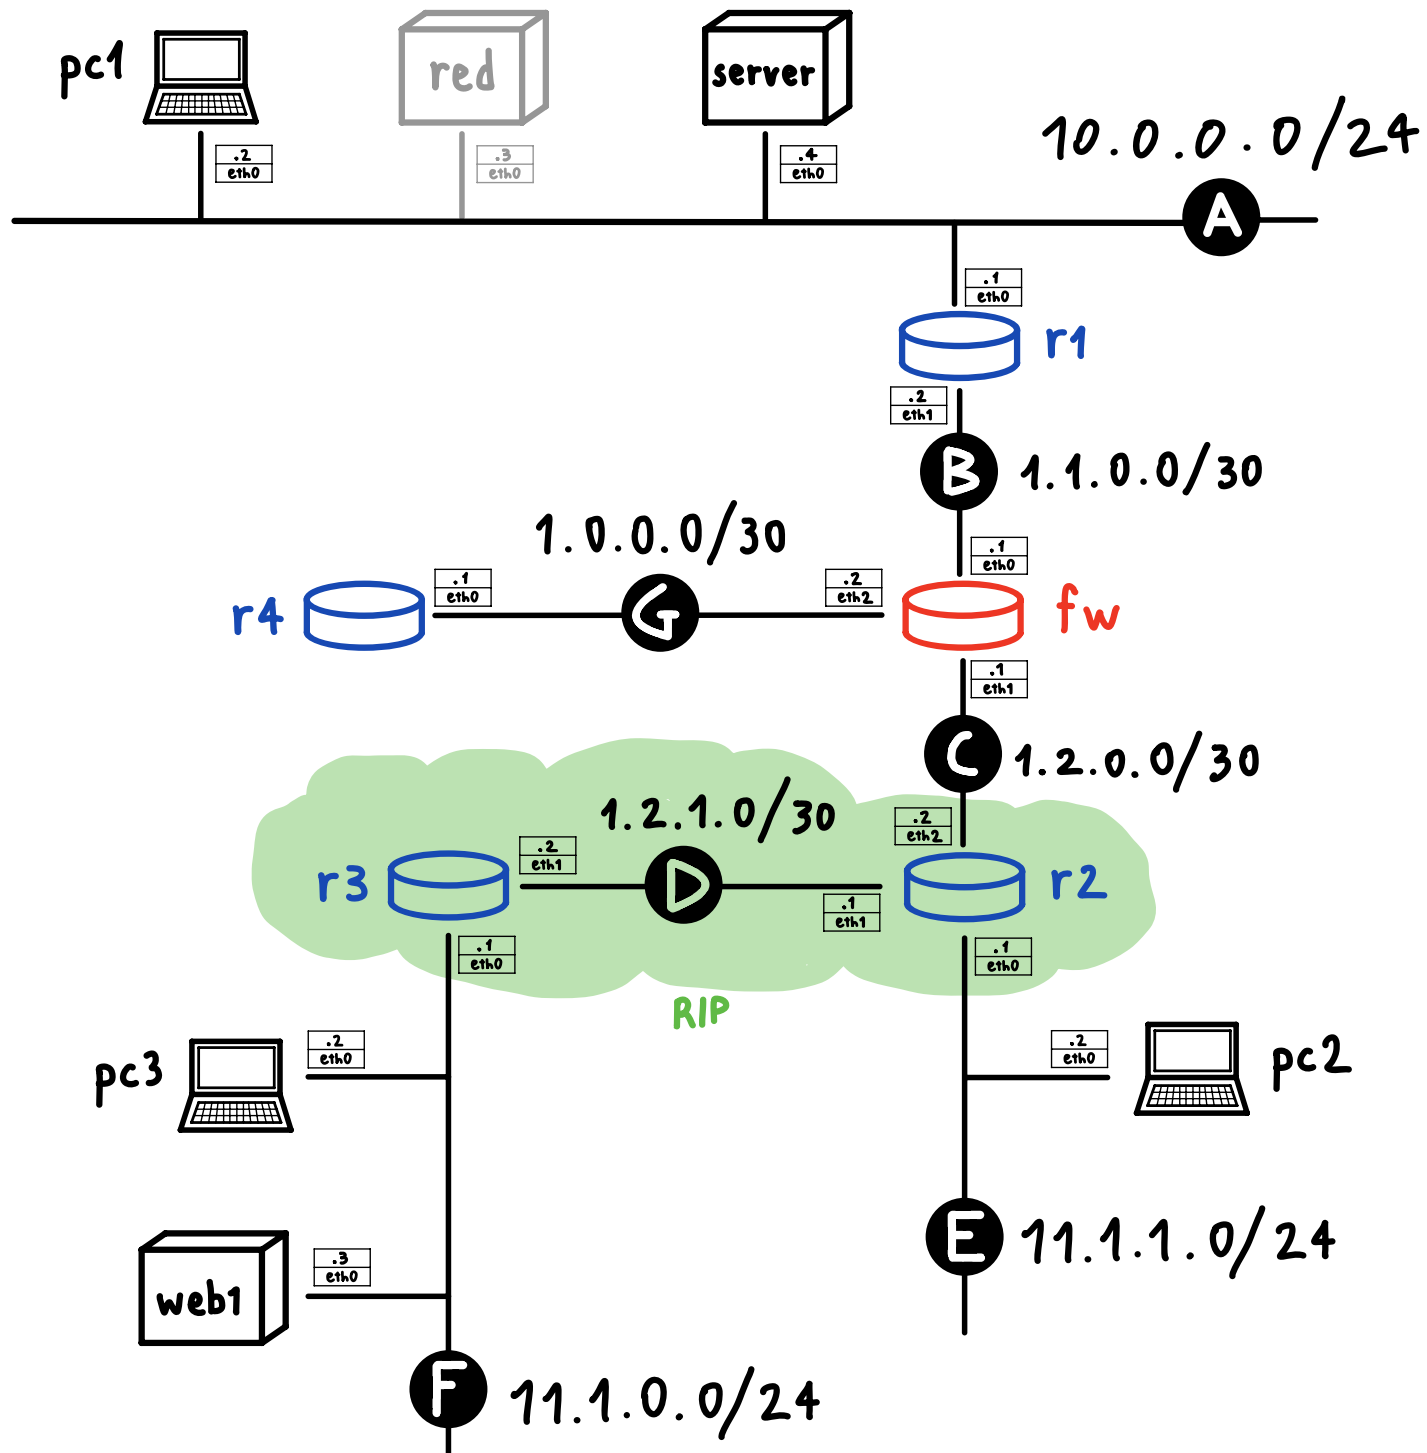 pc1
red
server
.2
eth0
.3
eth0
.4
eth0
10.0.0.0/24
A
.1
eth0
r1
.2
eth1
B
1.1.0.0/30
1.0.0.0/30
.1
eth0
.1
eth0
.2
eth2
r4
G
fw
.1
eth1
C
1.2.0.0/30
1.2.1.0/30
.2
eth2
.2
eth1
r3
D
r2
.1
eth1
.1
eth0
.1
eth0
RIP
.2
eth0
pc3
.2
eth0
pc2
E
11.1.1.0/24
.3
eth0
web1
F
11.1.0.0/24